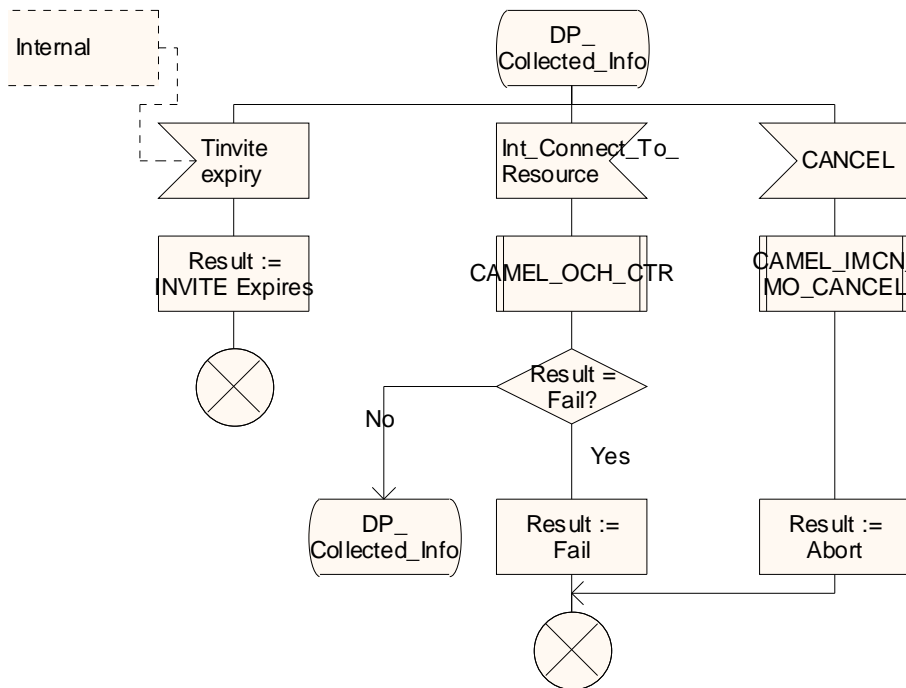 Internal
DP_
Collected_Info
Tinvite
expiry
Int_Connect_To_
Resource
CANCEL
Result :=
INVITE Expires
CAMEL_OCH_CTR
CAMEL_IMCN_
MO_CANCEL
Result =
Fail?
No
Yes
DP_
Collected_Info
Result :=
Fail
Result :=
Abort